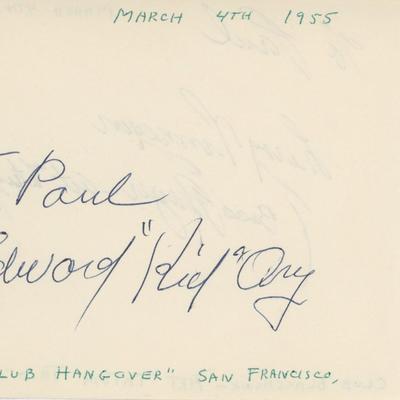 MARCH 4TH 1955
Paul
Edward "Kid" Ory
CLUB HANGOVER" SAN FRANCISCO,